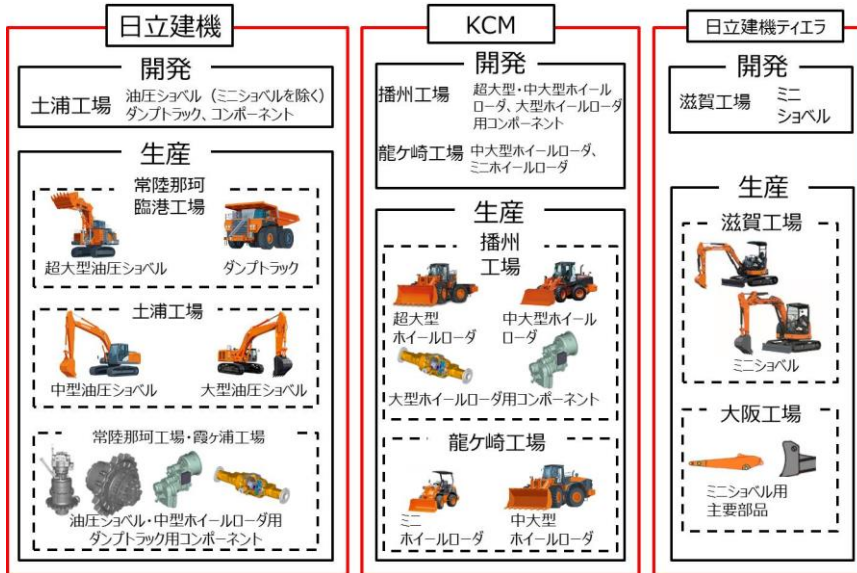 日立建機
開発
土浦工場
油圧ショベル（ミニショベルを除く）
ダンプトラック、コンポーネント
生産
常陸那珂
臨港工場
超大型油圧ショベル
ダンプトラック
土浦工場
中型油圧ショベル
大型油圧ショベル
常陸那珂工場・霞ヶ浦工場
油圧ショベル・中型ホイールローダ用
ダンプトラック用コンポーネント
KCM
開発
播州工場
超大型・中大型ホイール
ローダ、大型ホイールローダ
用コンポーネント
龍ケ崎工場
中大型ホイールローダ、
ミニホイールローダ
生産
播州
工場
超大型
ホイールローダ
中大型ホイール
ローダ
大型ホイールローダ用コンポーネント
龍ケ崎工場
ミニ
ホイールローダ
中大型
ホイールローダ
日立建機ティエラ
開発
滋賀工場
ミニ
ショベル
生産
滋賀工場
ミニショベル
大阪工場
ミニショベル用
主要部品